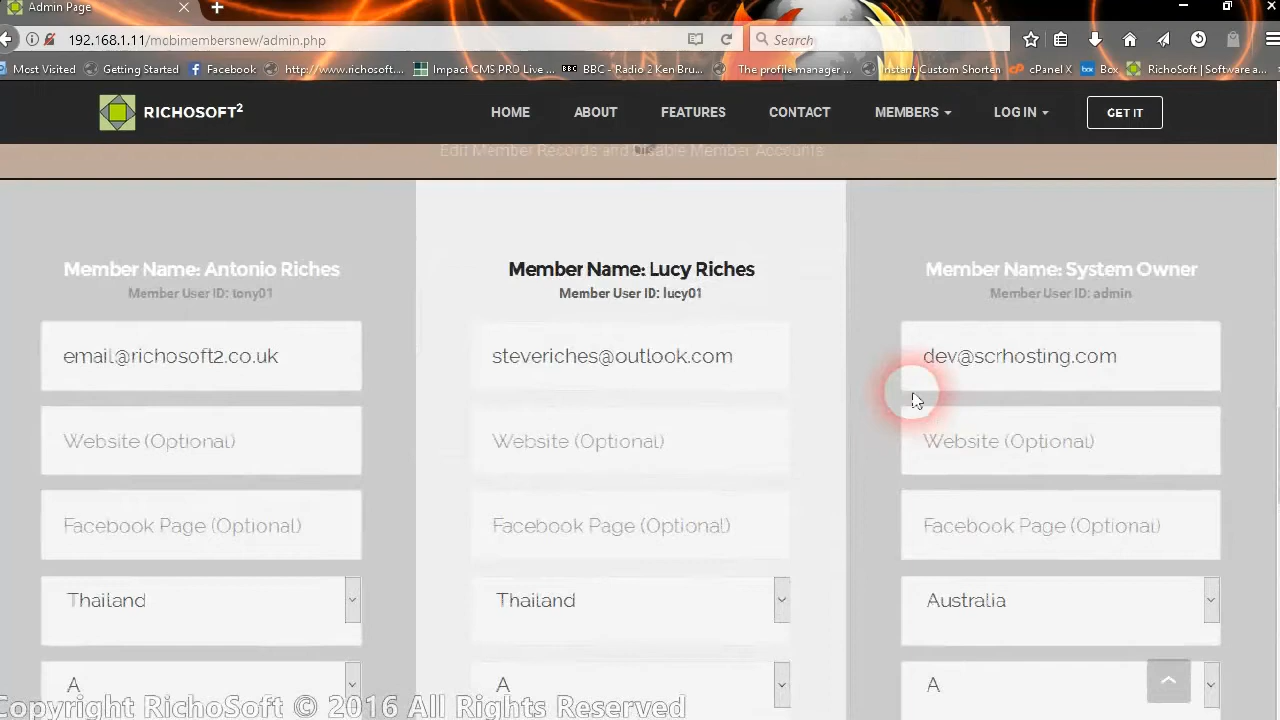 Admin Page
192.168.1.11/mobimembersnew/admin.php
Search
Most Visited
Getting Started
Facebook
http://www.richosoft....
Impact CMS PRO Live ...
BBC - Radio 2 Ken Bru...
The profile manager ...
Instant Custom Shorten
cPanel X
Box
RichoSoft | Software a...
RICHOSOFT²
HOME
ABOUT
FEATURES
CONTACT
MEMBERS
LOG IN
GET IT
Edit Member Records and Disable Member Accounts
Member Name: Antonio Riches
Member User ID: tony01
email@richosoft2.co.uk
Website (Optional)
Facebook Page (Optional)
Thailand
A
Member Name: Lucy Riches
Member User ID: lucy01
steveriches@outlook.com
Website (Optional)
Facebook Page (Optional)
Thailand
A
Member Name: System Owner
Member User ID: admin
dev@scrhosting.com
Website (Optional)
Facebook Page (Optional)
Australia
A
Copyright RichoSoft © 2016 All Rights Reserved